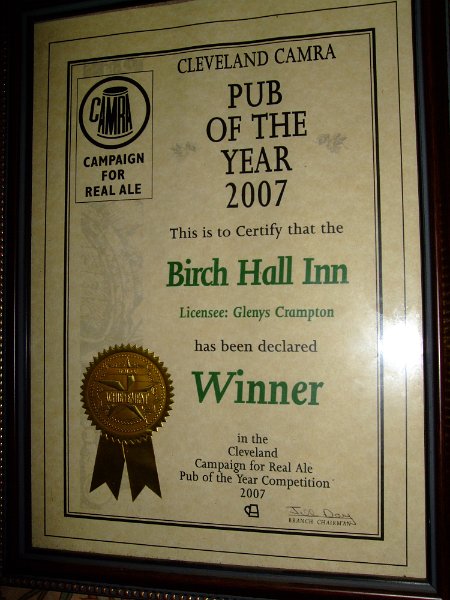 CLEVELAND CAMRA
CAMRA
CAMPAIGN
FOR
REAL ALE
PUB
OF THE
YEAR
2007
This is to Certify that the
Birch Hall Inn
Licensee: Glenys Crampton
has been declared
Winner
ACHIEVEMENT
in the
Cleveland
Campaign for Real Ale
Pub of the Year Competition
2007
BRANCH CHAIRMAN